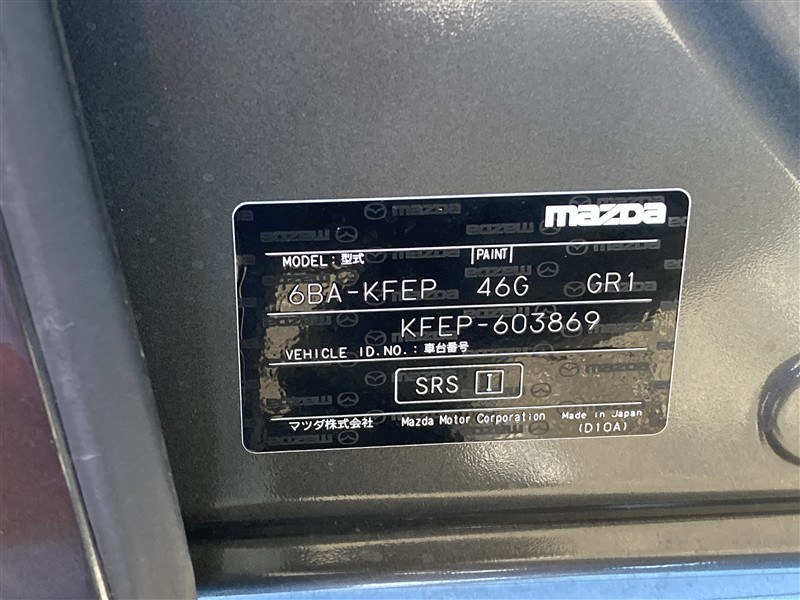 mazda
MODEL：型式 PAINT
6BA-KFEP 46G GR1
KFEP-603869
VEHICLE ID.NO.：車台番号
SRS I
マツダ株式会社 Mazda Motor Corporation Made in Japan
(D10A)